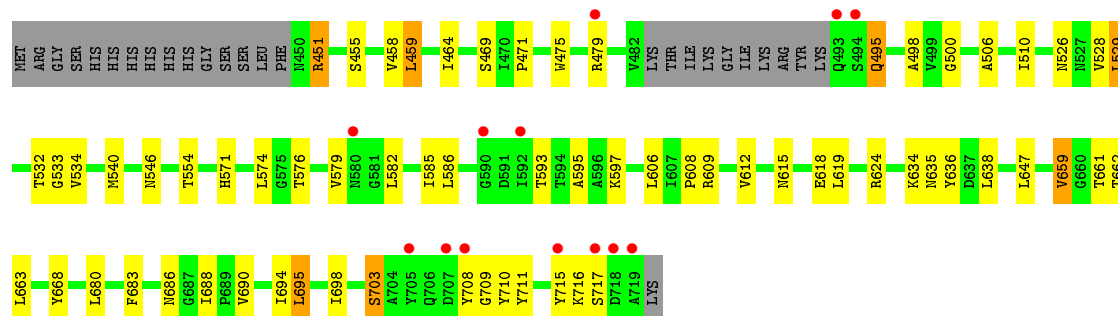 MET ARG GLY SER HIS HIS HIS HIS HIS HIS GLY SER SER LEU PHE N450 R451 S455 V458 L459 I464 S469 I470 P471 W475 R479 V482 LYS THR ILE LYS GLY ILE LYS ARG TYR LYS Q493 S494 Q495 A498 V499 G500 A506 I510 N526 N527 V528 L529
T532 G533 V534 M540 N546 T554 H571 L574 G575 T576 V579 N580 G581 L582 I585 L586 G590 D591 I592 T593 T594 A595 A596 K597 L606 I607 P608 R609 V612 N615 E618 L619 R624 K634 N635 Y636 D637 L638 L647 V659 G660 T661 T662
L663 Y668 L680 F683 N686 G687 I688 P689 V690 I694 L695 I698 S703 A704 Y705 Q706 D707 Y708 G709 Y710 Y711 Y715 K716 S717 D718 A719 LYS